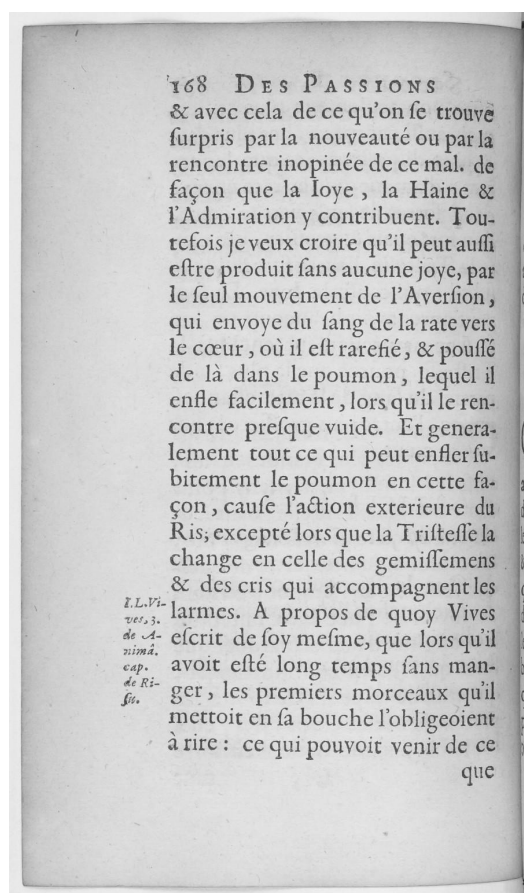 168 DES PASSIONS
& avec cela de ce qu'on ſe trouve
ſurpris par la nouveauté ou par la
rencontre inopinée de ce mal. de
façon que la Ioye , la Haine &
l'Admiration y contribuent. Tou-
tefois je veux croire qu'il peut auſſi
eſtre produit ſans aucune joye, par
le ſeul mouvement de l'Averſion ,
qui envoye du ſang de la rate vers
le cœur , où il eſt rarefié , & pouſſé
de là dans le poumon , lequel il
enfle facilement , lors qu'il le ren-
contre preſque vuide. Et genera-
lement tout ce qui peut enfler ſu-
bitement le poumon en cette fa-
çon , cauſe l'action exterieure du
Ris; excepté lors que la Triſteſſe la
change en celle des gemiſſemens
& des cris qui accompagnent les
larmes. A propos de quoy Vives
eſcrit de ſoy meſme, que lors qu'il
avoit eſté long temps ſans man-
ger , les premiers morceaux qu'il
mettoit en ſa bouche l'obligeoient
à rire : ce qui pouvoit venir de ce
que
I.L.Vi-
ves, 3.
de A-
nimâ.
cap.
de Ri-
ſu.